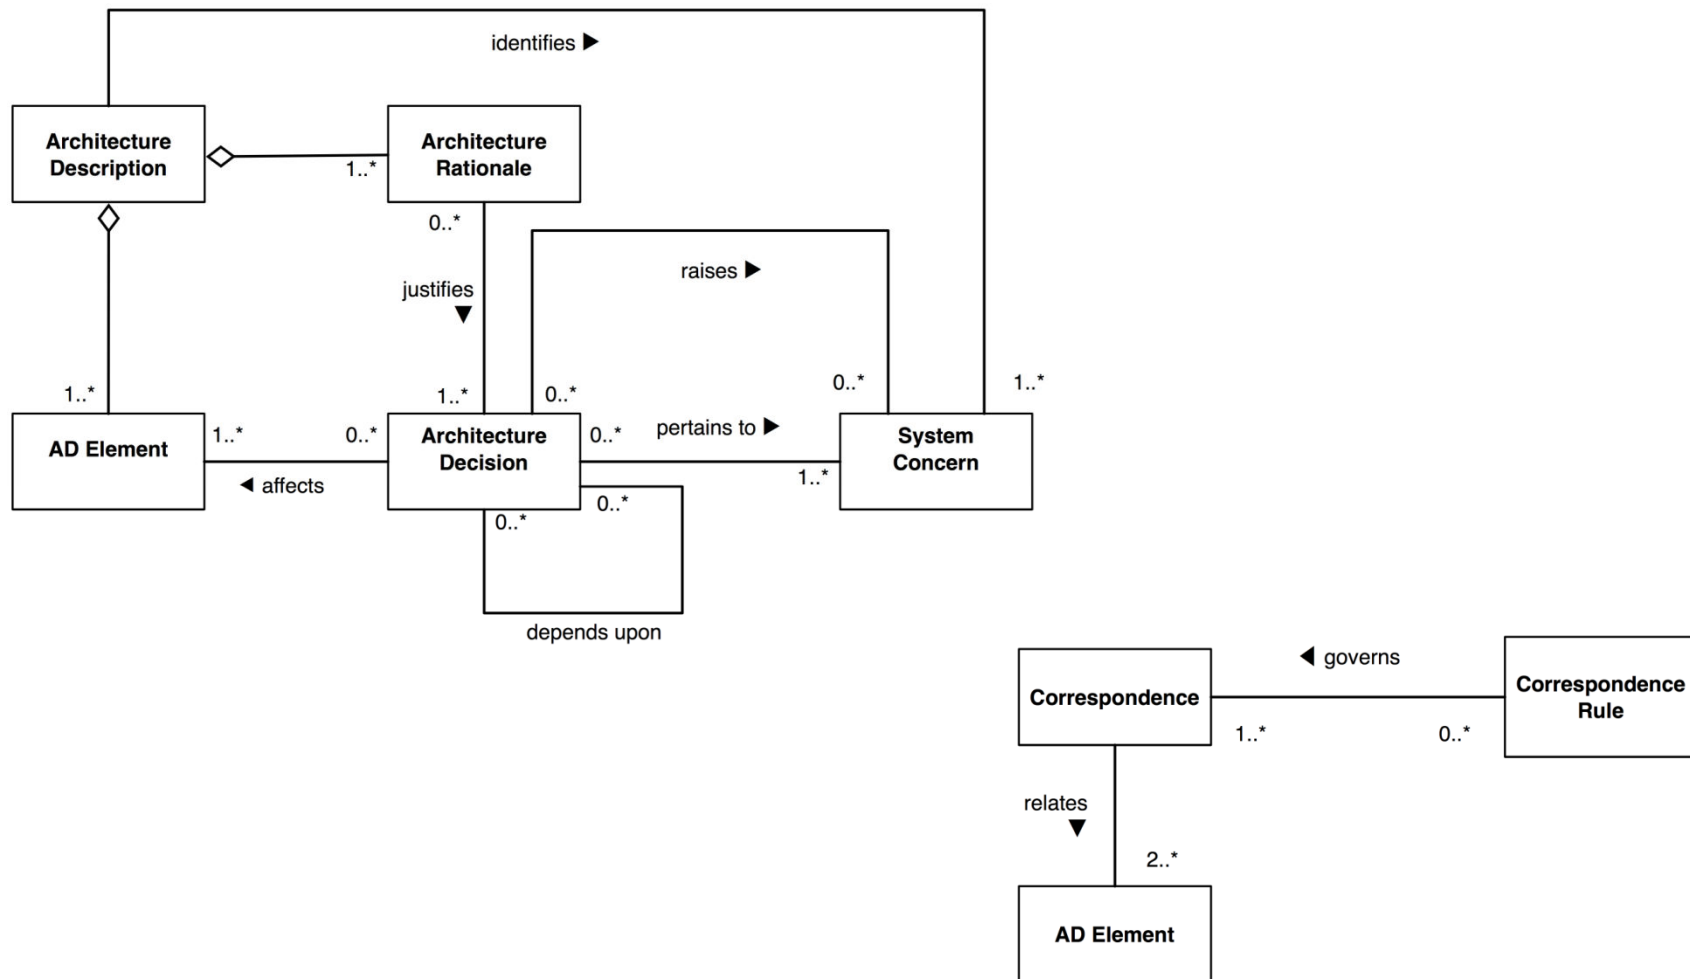 identifies ▶
Architecture
Description
1..*
Architecture
Rationale
0..*
raises ▶
justifies
▼
1..*
1..*
0..*
0..*
1..*
AD Element
1..*
0..*
Architecture
Decision
0..*
pertains to ▶
1..*
System
Concern
◀ affects
0..*
0..*
depends upon
Correspondence
◀ governs
1..*
0..*
Correspondence
Rule
relates
▼
2..*
AD Element